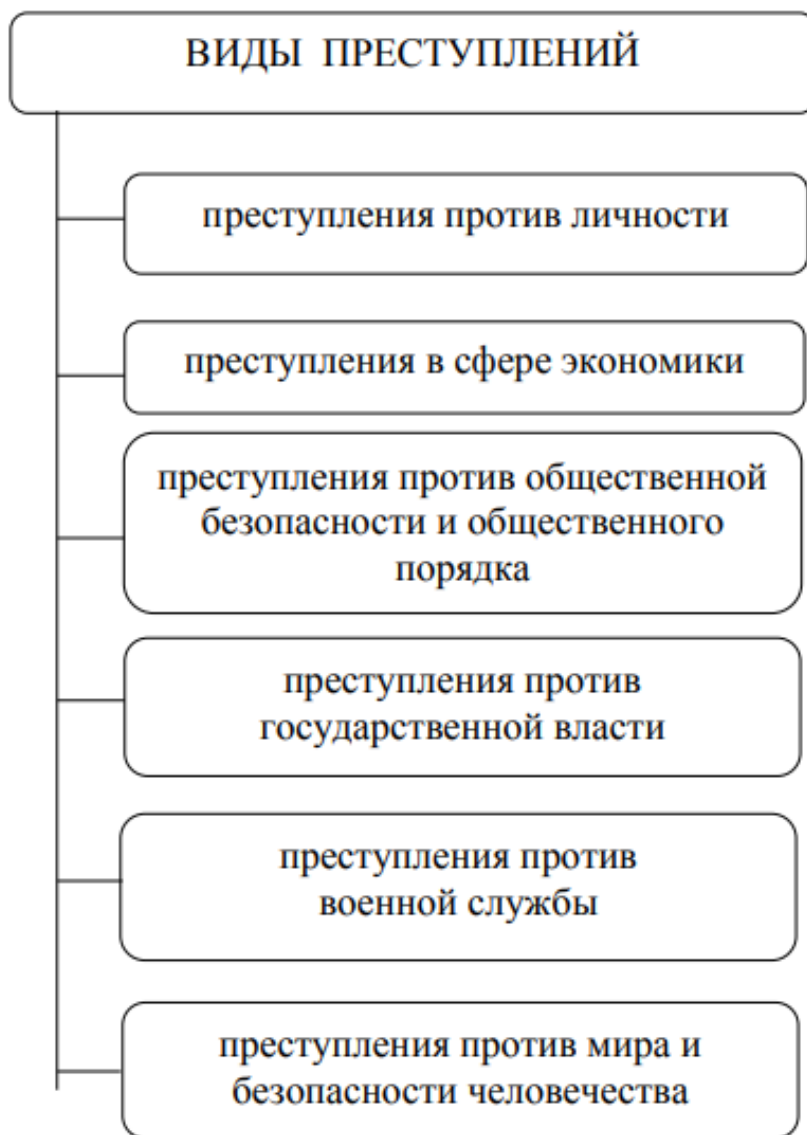 ВИДЫ ПРЕСТУПЛЕНИЙ
преступления против личности
преступления в сфере экономики
преступления против общественной
безопасности и общественного
порядка
преступления против
государственной власти
преступления против
военной службы
преступления против мира и
безопасности человечества